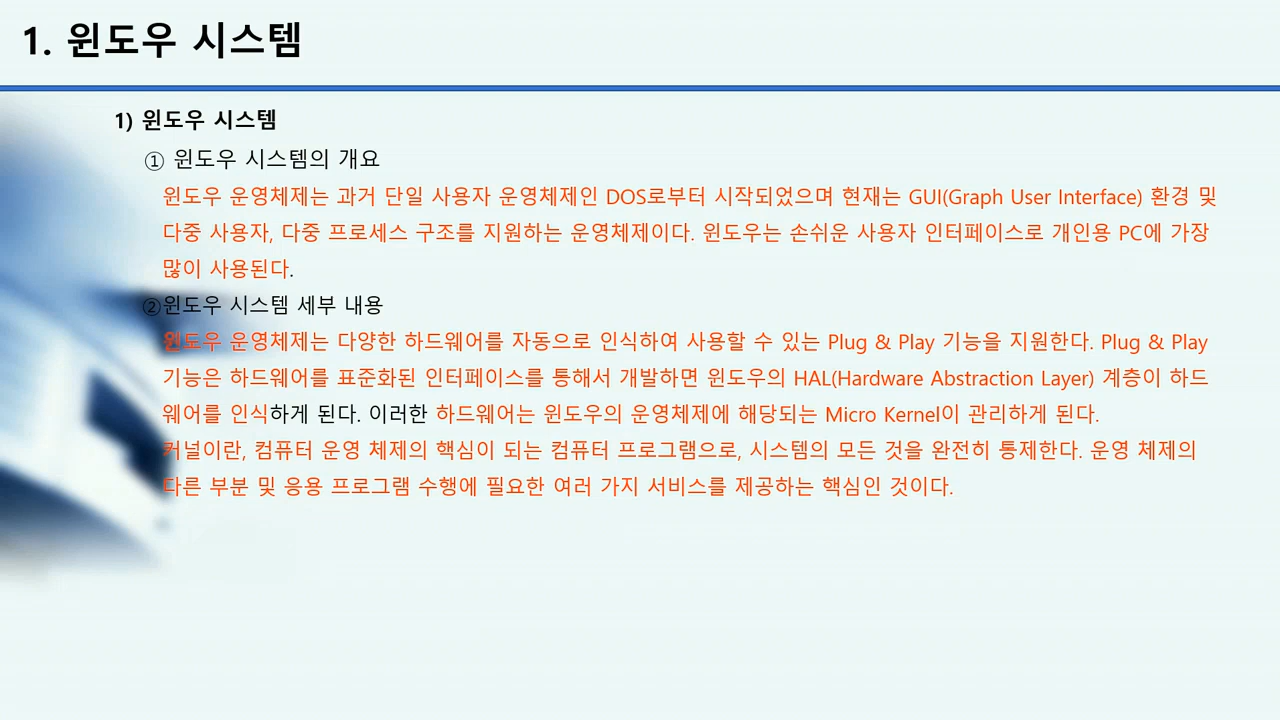 1. 윈도우 시스템
1) 윈도우 시스템
① 윈도우 시스템의 개요
윈도우 운영체제는 과거 단일 사용자 운영체제인 DOS로부터 시작되었으며 현재는 GUI(Graph User Interface) 환경 및
다중 사용자, 다중 프로세스 구조를 지원하는 운영체제이다. 윈도우는 손쉬운 사용자 인터페이스로 개인용 PC에 가장
많이 사용된다.
②윈도우 시스템 세부 내용
윈도우 운영체제는 다양한 하드웨어를 자동으로 인식하여 사용할 수 있는 Plug & Play 기능을 지원한다. Plug & Play
기능은 하드웨어를 표준화된 인터페이스를 통해서 개발하면 윈도우의 HAL(Hardware Abstraction Layer) 계층이 하드
웨어를 인식하게 된다. 이러한 하드웨어는 윈도우의 운영체제에 해당되는 Micro Kernel이 관리하게 된다.
커널이란, 컴퓨터 운영 체제의 핵심이 되는 컴퓨터 프로그램으로, 시스템의 모든 것을 완전히 통제한다. 운영 체제의
다른 부분 및 응용 프로그램 수행에 필요한 여러 가지 서비스를 제공하는 핵심인 것이다.